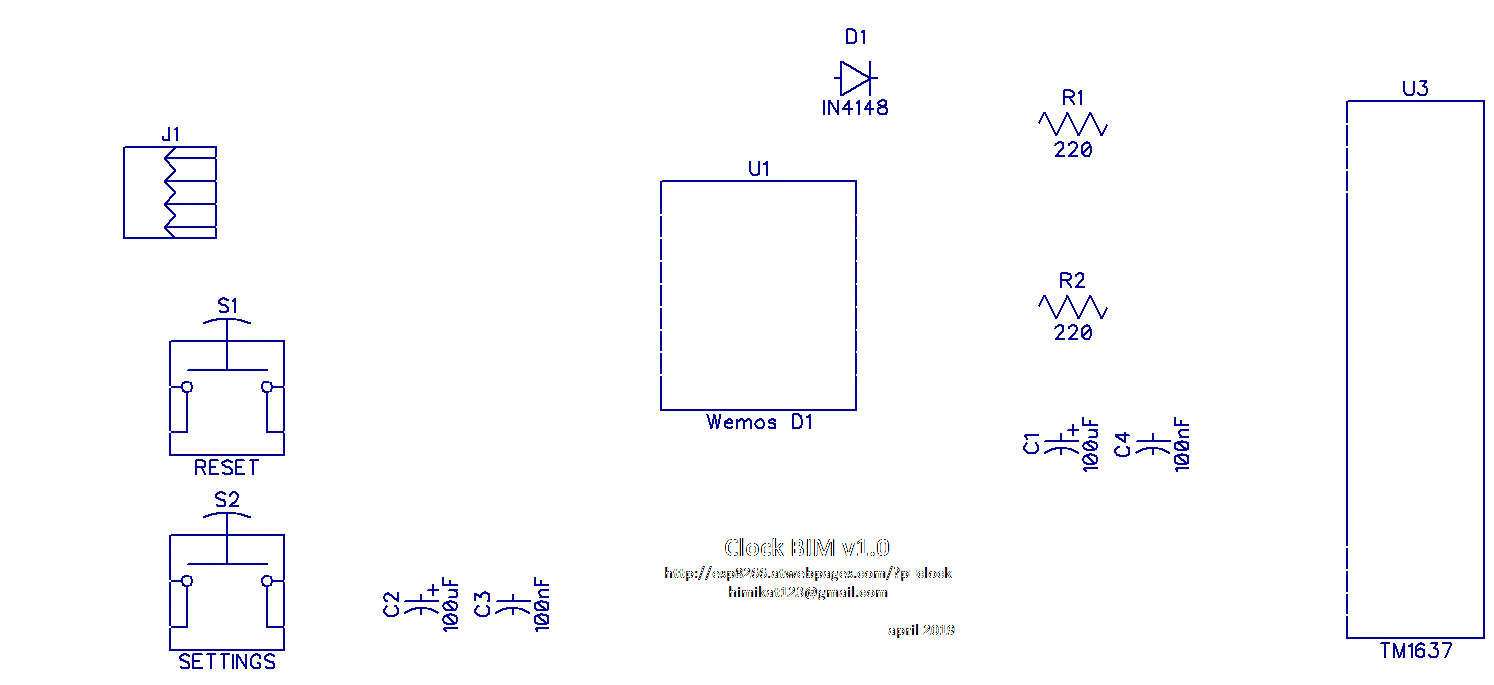 D1
IN4148
R1
220
U3
J1
U1
S1
R2
220
Wemos D1
C1
100uF
C4
100nF
RESET
S2
Clock BIM v1.0
http://esp8266.atwebpages.com/?p=clock
himikat123@gmail.com
C2
100uF
C3
100nF
april 2019
TM1637
SETTINGS